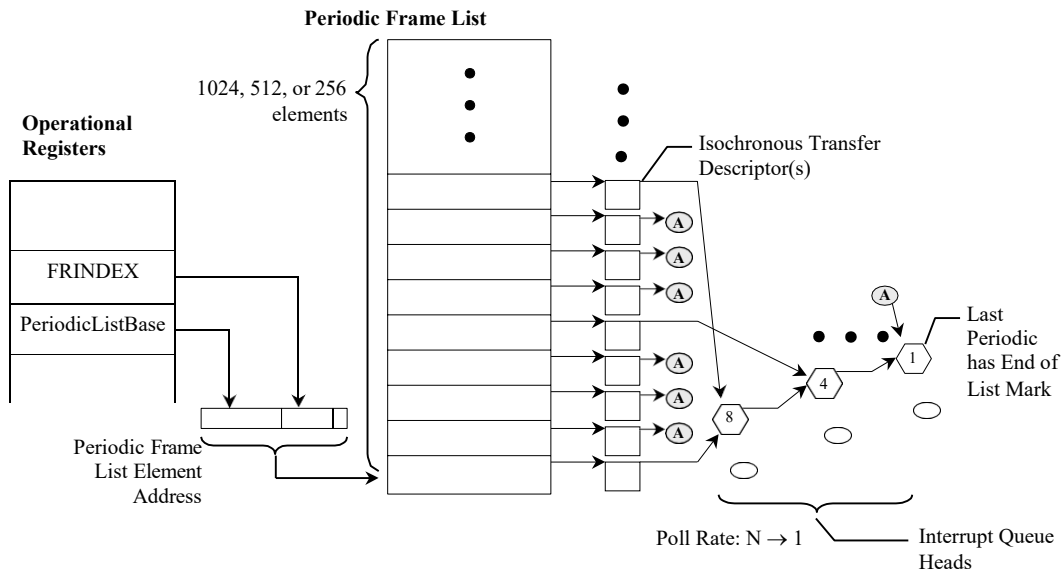 Periodic Frame List
1024, 512, or 256
elements
Operational
Registers
Isochronous Transfer
Descriptor(s)
A
A
FRINDEX
A
A
PeriodicListBase
Last
Periodic
has End of
List Mark
1
A
4
A
8
A
Periodic Frame
List Element
Address
Poll Rate: N → 1
Interrupt Queue
Heads